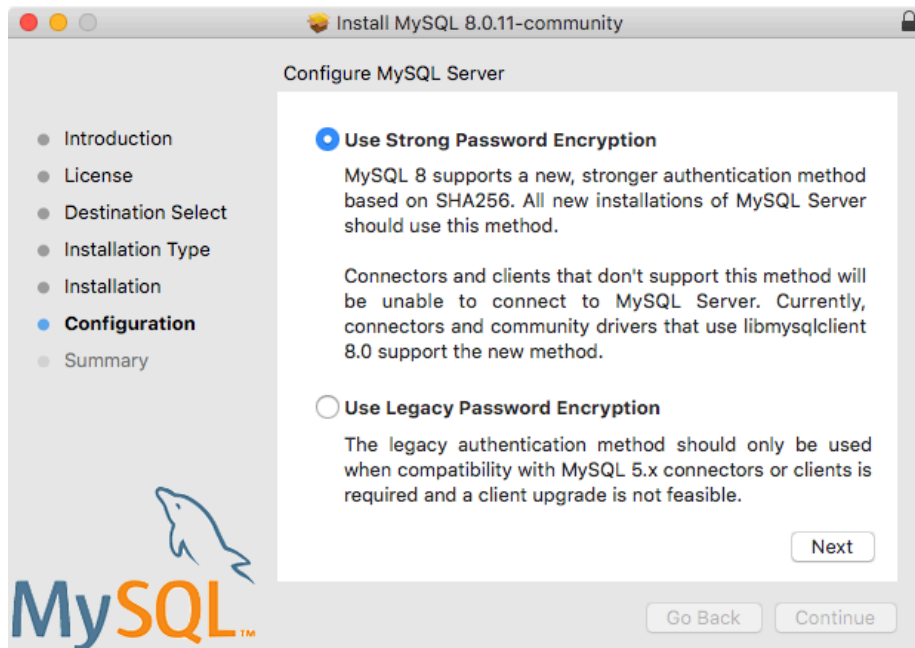 Install MySQL 8.0.11-community
Configure MySQL Server
Introduction
License
Destination Select
Installation Type
Installation
Configuration
Summary
Use Strong Password Encryption
MySQL 8 supports a new, stronger authentication method
based on SHA256. All new installations of MySQL Server
should use this method.
Connectors and clients that don't support this method will
be unable to connect to MySQL Server. Currently,
connectors and community drivers that use libmysqlclient
8.0 support the new method.
Use Legacy Password Encryption
The legacy authentication method should only be used
when compatibility with MySQL 5.x connectors or clients is
required and a client upgrade is not feasible.
Next
MySQL™
Go Back
Continue